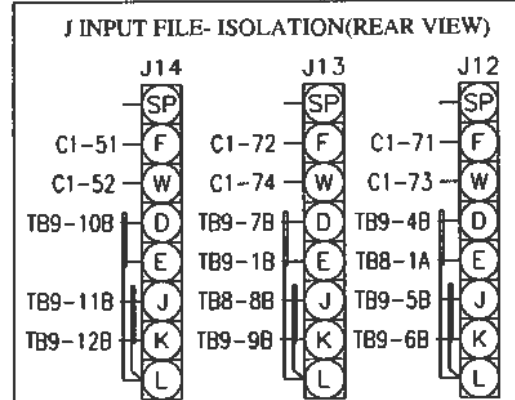 J INPUT FILE- ISOLATION(REAR VIEW)
J14 J13 J12
SP SP SP
C1-51 F C1-72 F C1-71 F
C1-52 W C1-74 W C1-73 W
TB9-10B D TB9-7B D TB9-4B D
E TB9-1B E TB8-1A E
TB9-11B J TB8-8B J TB9-5B J
TB9-12B K TB9-9B K TB9-6B K
L L L